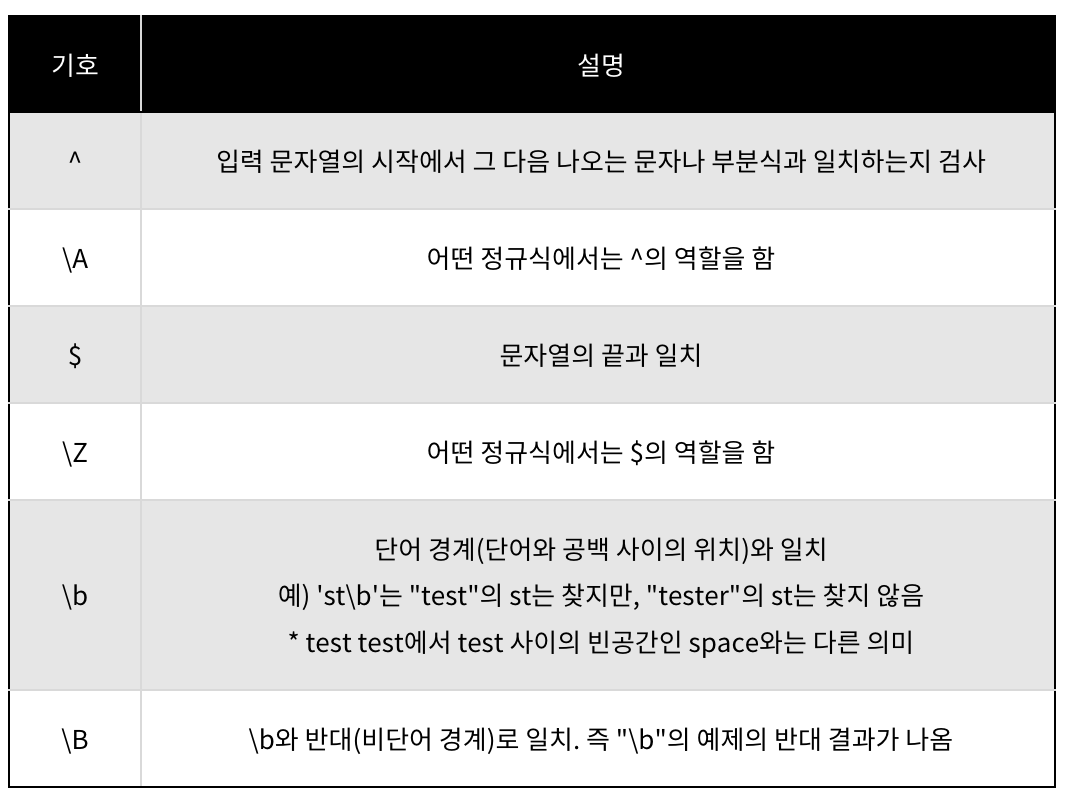 기호 설명
^ 입력 문자열의 시작에서 그 다음 나오는 문자나 부분식과 일치하는지 검사
\A 어떤 정규식에서는 ^의 역할을 함
$ 문자열의 끝과 일치
\Z 어떤 정규식에서는 $의 역할을 함
단어 경계(단어와 공백 사이의 위치)와 일치
\b 예) 'st\b'는 "test"의 st는 찾지만, "tester"의 st는 찾지 않음
* test test에서 test 사이의 빈공간인 space와는 다른 의미
\B \b와 반대(비단어 경계)로 일치. 즉 "\b"의 예제의 반대 결과가 나옴